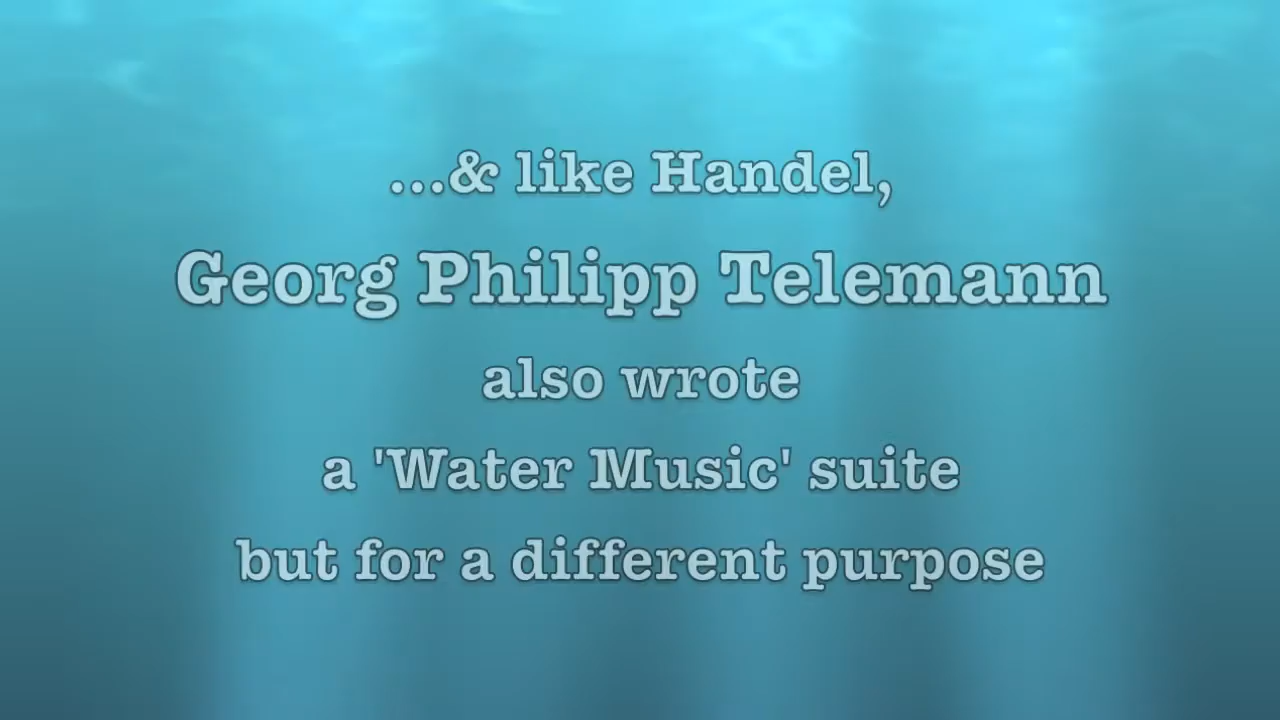 ...& like Handel,
Georg Philipp Telemann
also wrote
a 'Water Music' suite
but for a different purpose